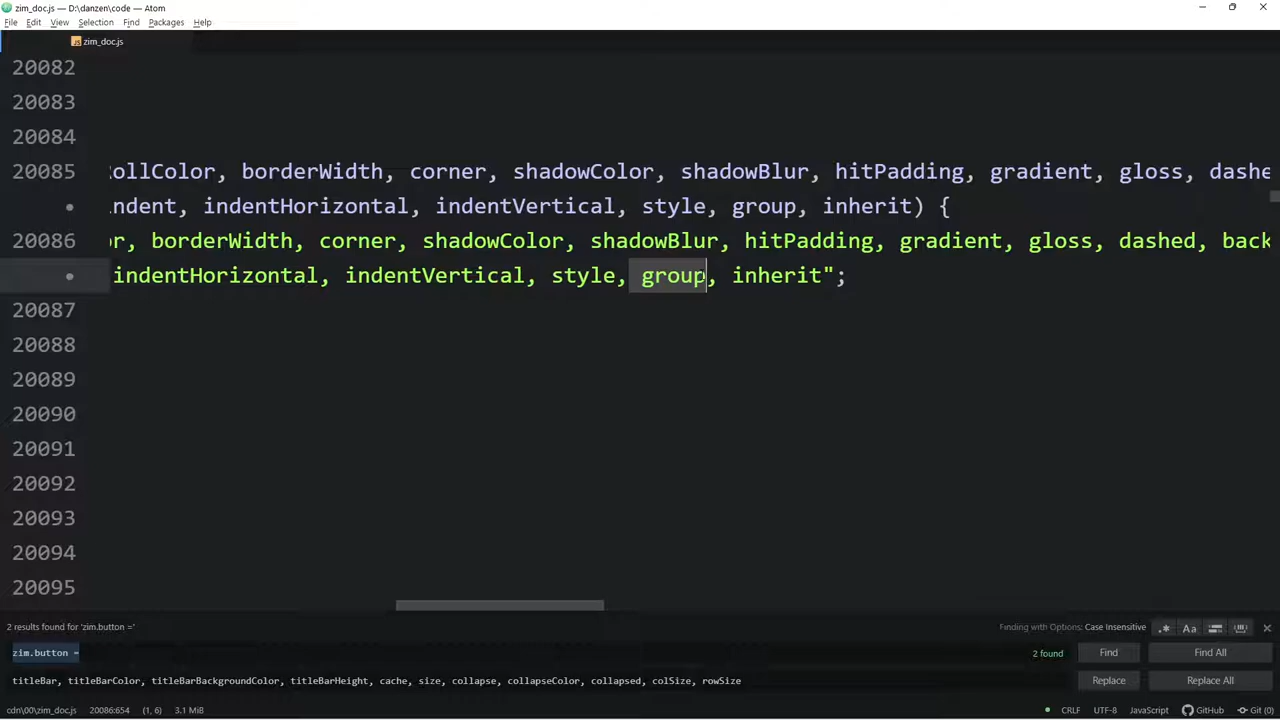 zim_doc.js — D:\danzen\code — Atom
File Edit View Selection Find Packages Help
zim_doc.js
20082
20083
20084
20085 ollColor, borderWidth, corner, shadowColor, shadowBlur, hitPadding, gradient, gloss, dashe
• ndent, indentHorizontal, indentVertical, style, group, inherit) {
20086 or, borderWidth, corner, shadowColor, shadowBlur, hitPadding, gradient, gloss, dashed, back
• indentHorizontal, indentVertical, style, group, inherit";
20087
20088
20089
20090
20091
20092
20093
20094
20095
2 results found for 'zim.button =' Finding with Options: Case Insensitive .* Aa
zim.button = 2 found Find Find All
titleBar, titleBarColor, titleBarBackgroundColor, titleBarHeight, cache, size, collapse, collapseColor, collapsed, colSize, rowSize Replace Replace All
cdn\00\zim_doc.js 20086:654 (1, 6) 3.1 MiB CRLF UTF-8 JavaScript GitHub Git (0)